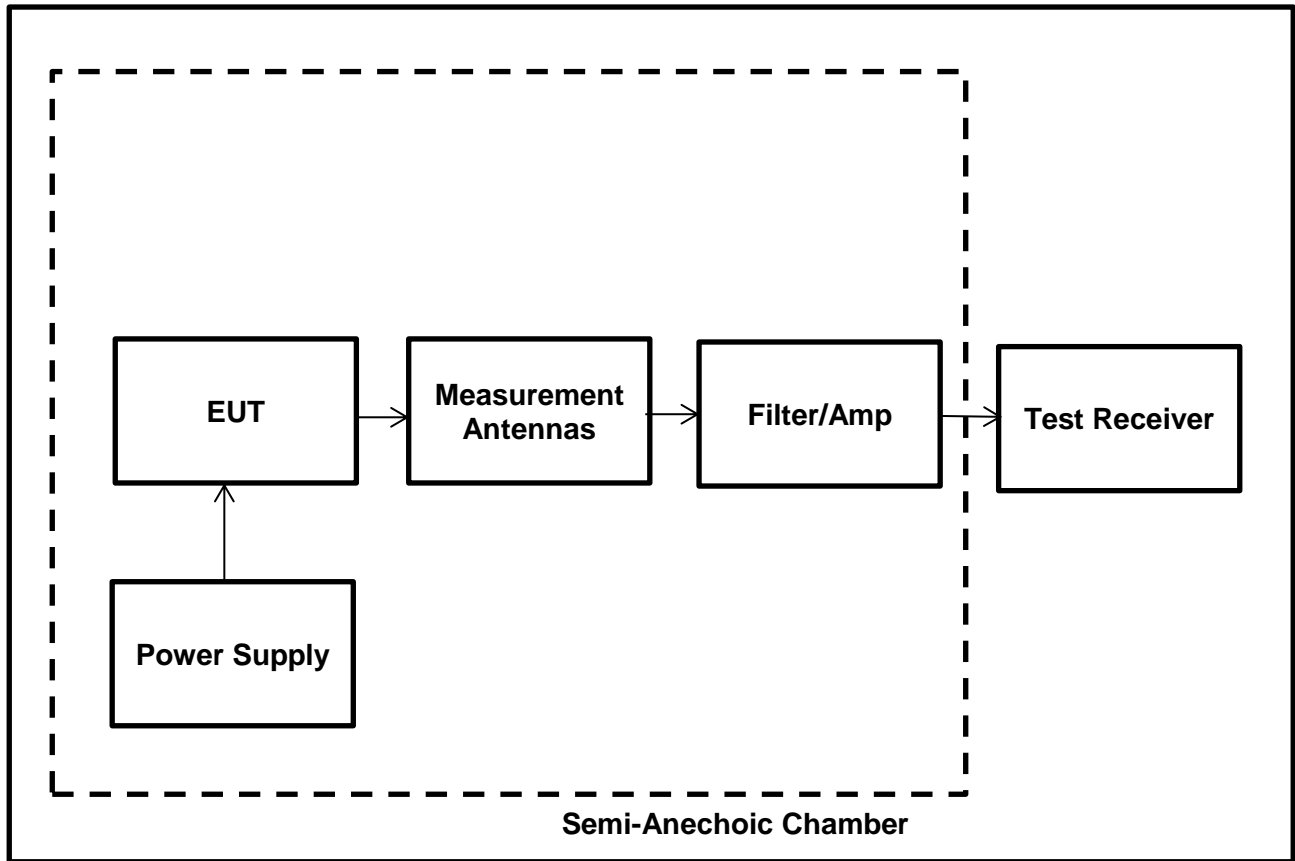 EUT
Measurement
Antennas
Filter/Amp
Test Receiver
Power Supply
Semi-Anechoic Chamber